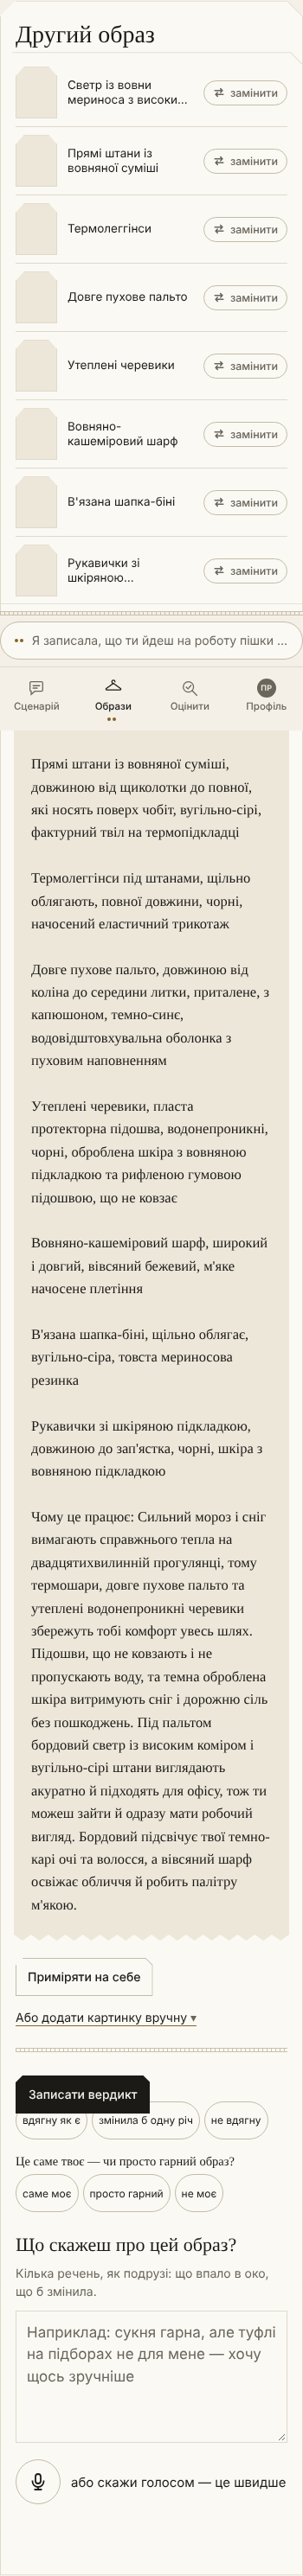 Другий образ
Светр із вовни
мериноса з високи...
замінити
Прямі штани із
вовняної суміші
замінити
Термолеггінси
замінити
Довге пухове пальто
замінити
Утеплені черевики
замінити
Вовняно-
кашеміровий шарф
замінити
В'язана шапка-біні
замінити
Рукавички зі
шкіряною...
замінити
Я записала, що ти йдеш на роботу пішки ...
Сценарій
Образи
Оцінити
ПР
Профіль
Прямі штани із вовняної суміші,
довжиною від щиколотки до повної,
які носять поверх чобіт, вугільно-сірі,
фактурний твіл на термопідкладці
Термолеггінси під штанами, щільно
облягають, повної довжини, чорні,
начосений еластичний трикотаж
Довге пухове пальто, довжиною від
коліна до середини литки, приталене, з
капюшоном, темно-синє,
водовідштовхувальна оболонка з
пуховим наповненням
Утеплені черевики, пласта
протекторна підошва, водонепроникні,
чорні, оброблена шкіра з вовняною
підкладкою та рифленою гумовою
підошвою, що не ковзає
Вовняно-кашеміровий шарф, широкий
і довгий, вівсяний бежевий, м'яке
начосене плетіння
В'язана шапка-біні, щільно облягає,
вугільно-сіра, товста мериносова
резинка
Рукавички зі шкіряною підкладкою,
довжиною до зап'ястка, чорні, шкіра з
вовняною підкладкою
Чому це працює: Сильний мороз і сніг
вимагають справжнього тепла на
двадцятихвилинній прогулянці, тому
термошари, довге пухове пальто та
утеплені водонепроникні черевики
збережуть тобі комфорт увесь шлях.
Підошви, що не ковзають і не
пропускають воду, та темна оброблена
шкіра витримують сніг і дорожню сіль
без пошкоджень. Під пальтом
бордовий светр із високим коміром і
вугільно-сірі штани виглядають
акуратно й підходять для офісу, тож ти
можеш зайти й одразу мати робочий
вигляд. Бордовий підсвічує твої темно-
карі очі та волосся, а вівсяний шарф
освіжає обличчя й робить палітру
м'якою.
Приміряти на себе
Або додати картинку вручну ▾
Записати вердикт
вдягну як є
змінила б одну річ
не вдягну
Це саме твоє — чи просто гарний образ?
саме моє
просто гарний
не моє
Що скажеш про цей образ?
Кілька речень, як подрузі: що впало в око,
що б змінила.
Наприклад: сукня гарна, але туфлі
на підборах не для мене — хочу
щось зручніше
або скажи голосом — це швидше